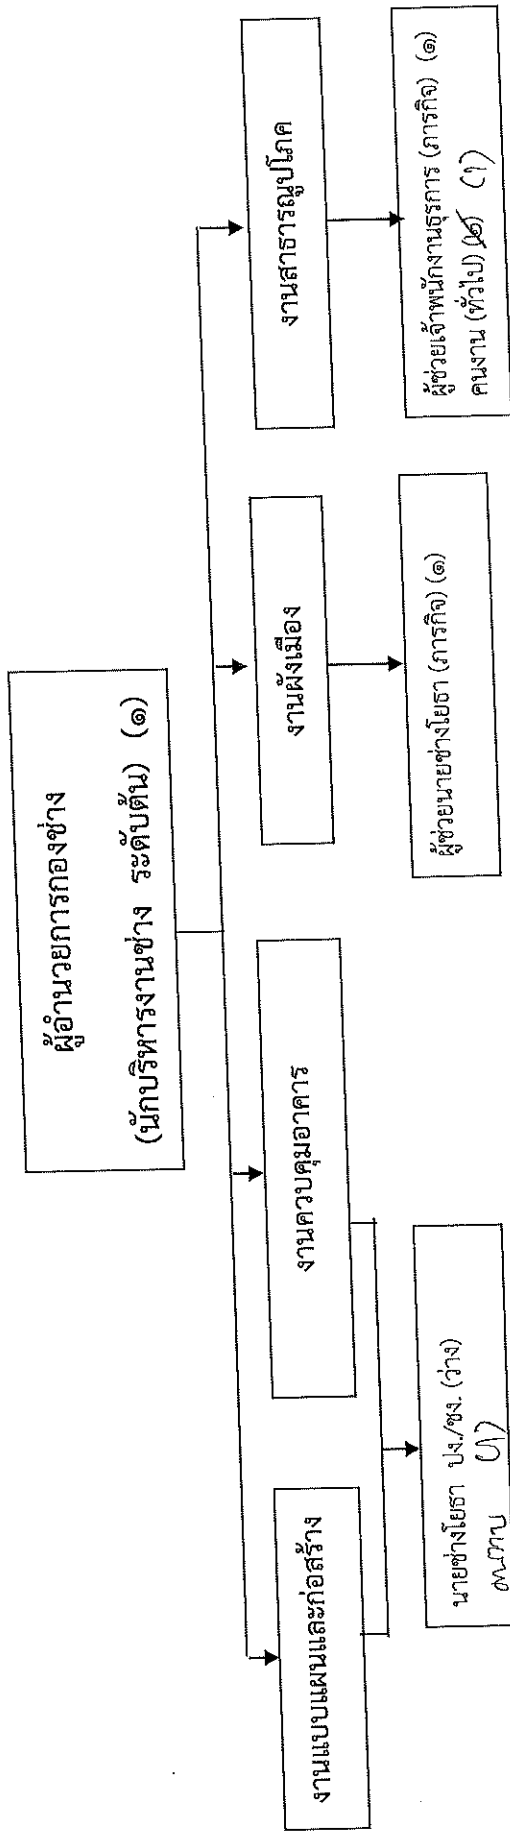 ผู้อำนวยการกองช่าง
(นักบริหารงานช่าง ระดับต้น) (๑)
งานแบบแผนและก่อสร้าง
งานควบคุมอาคาร
งานผังเมือง
งานสาธารณูปโภค
นายช่างโยธา ปง./ชง. (ว่าง)
(1)
ผู้ช่วยนายช่างโยธา (ภารกิจ) (๑)
ผู้ช่วยเจ้าพนักงานธุรการ (ภารกิจ) (๑)
คนงาน (ทั่วไป) (1)